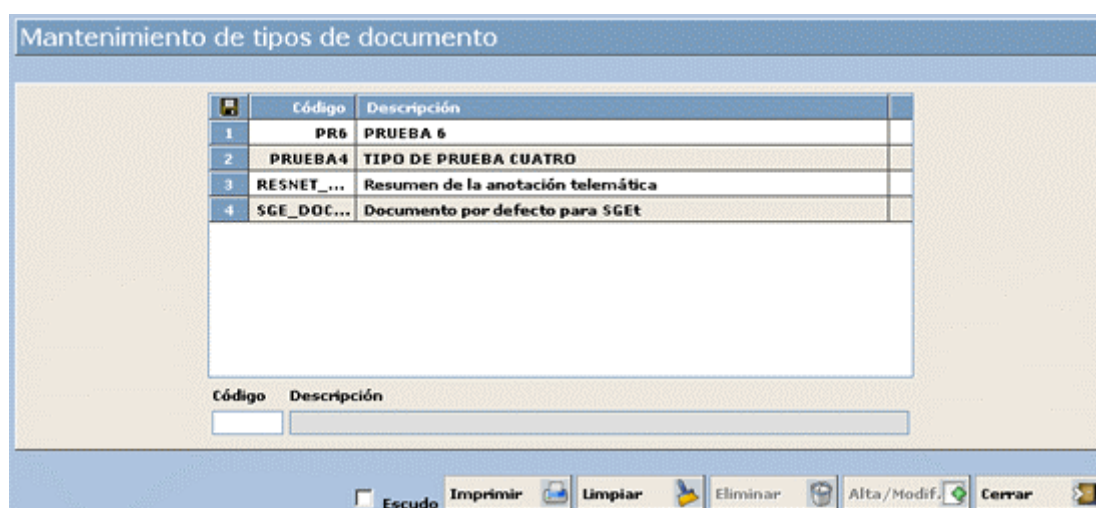 Mantenimiento de tipos de documento
Código Descripción
1 PR6 PRUEBA 6
2 PRUEBA4 TIPO DE PRUEBA CUATRO
3 RESNET_... Resumen de la anotación telemática
4 SGE_DOC... Documento por defecto para SGEt
Código Descripción
Escudo Imprimir Limpiar Eliminar Alta/Modif. Cerrar